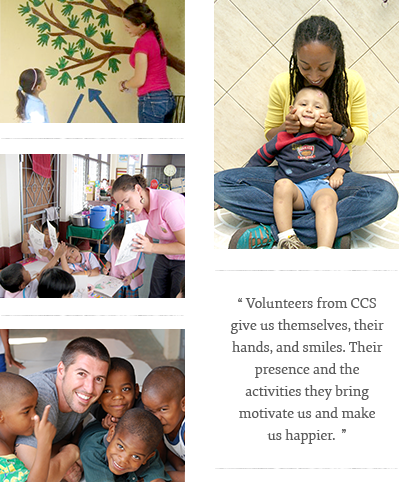 “ Volunteers from CCS
give us themselves, their
hands, and smiles. Their
presence and the
activities they bring
motivate us and make
us happier. ”